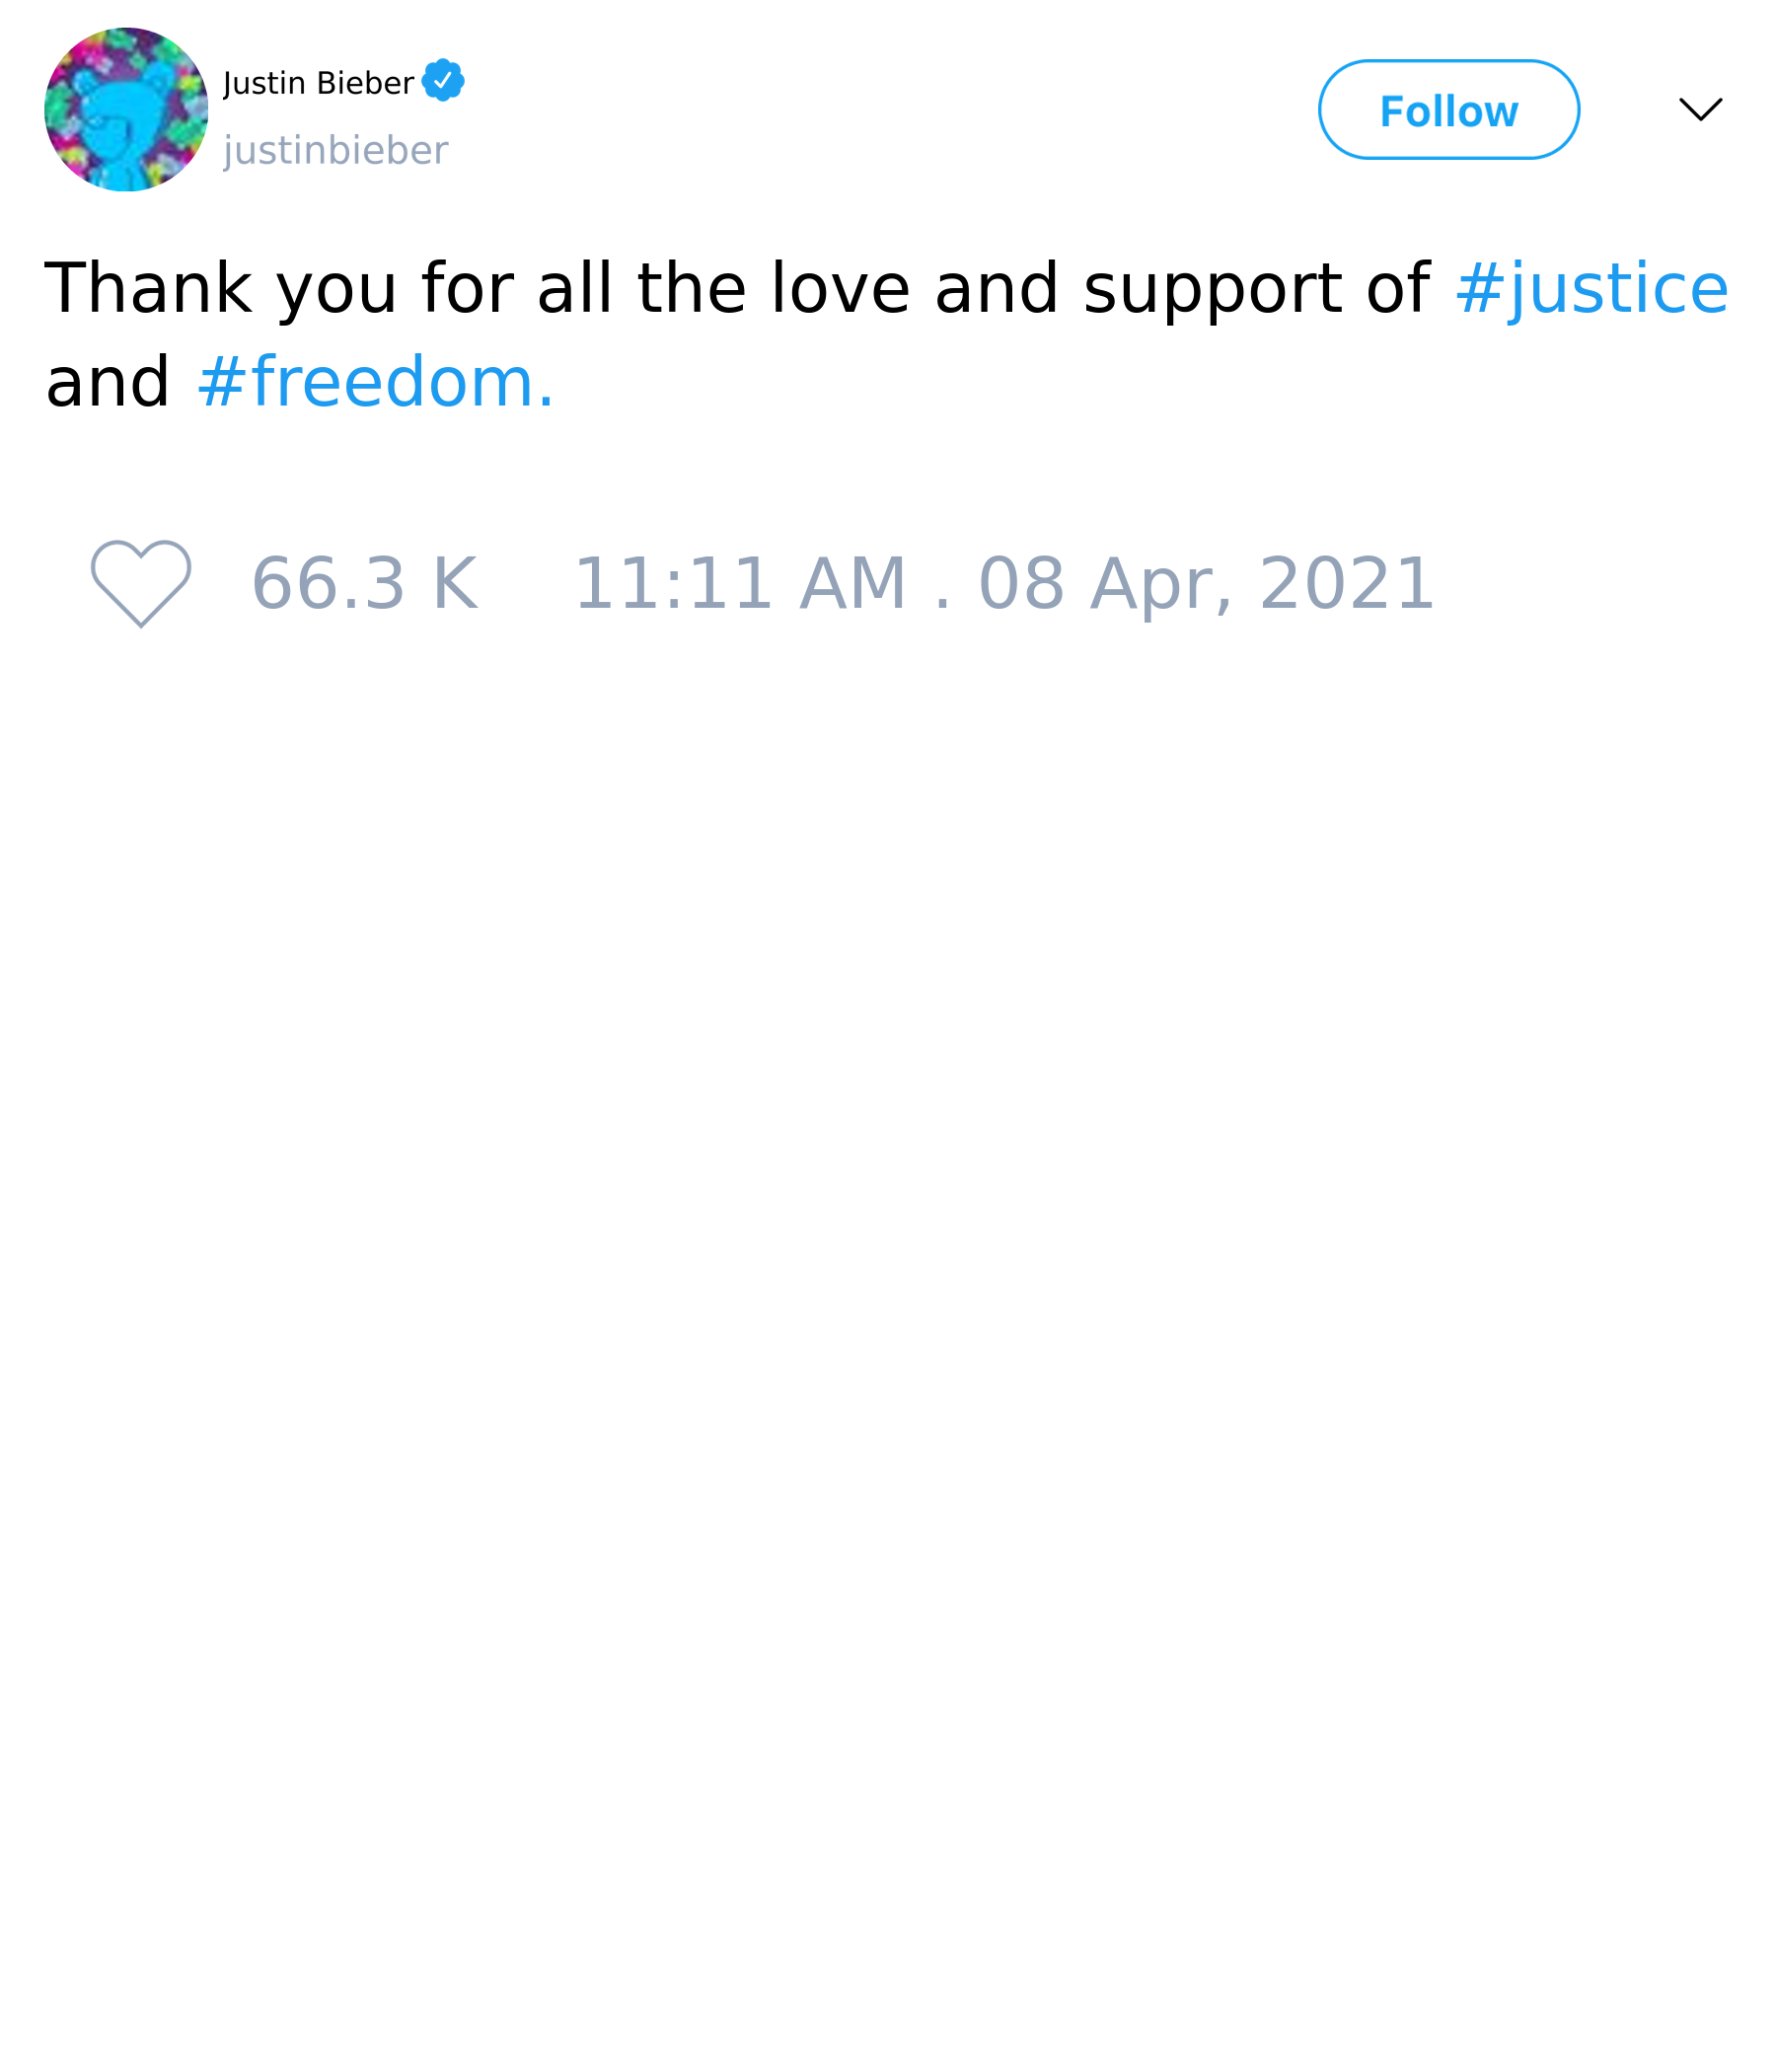 Justin Bieber
justinbieber
Follow
Thank you for all the love and support of #justice
and #freedom.
66.3 K 11:11 AM . 08 Apr, 2021